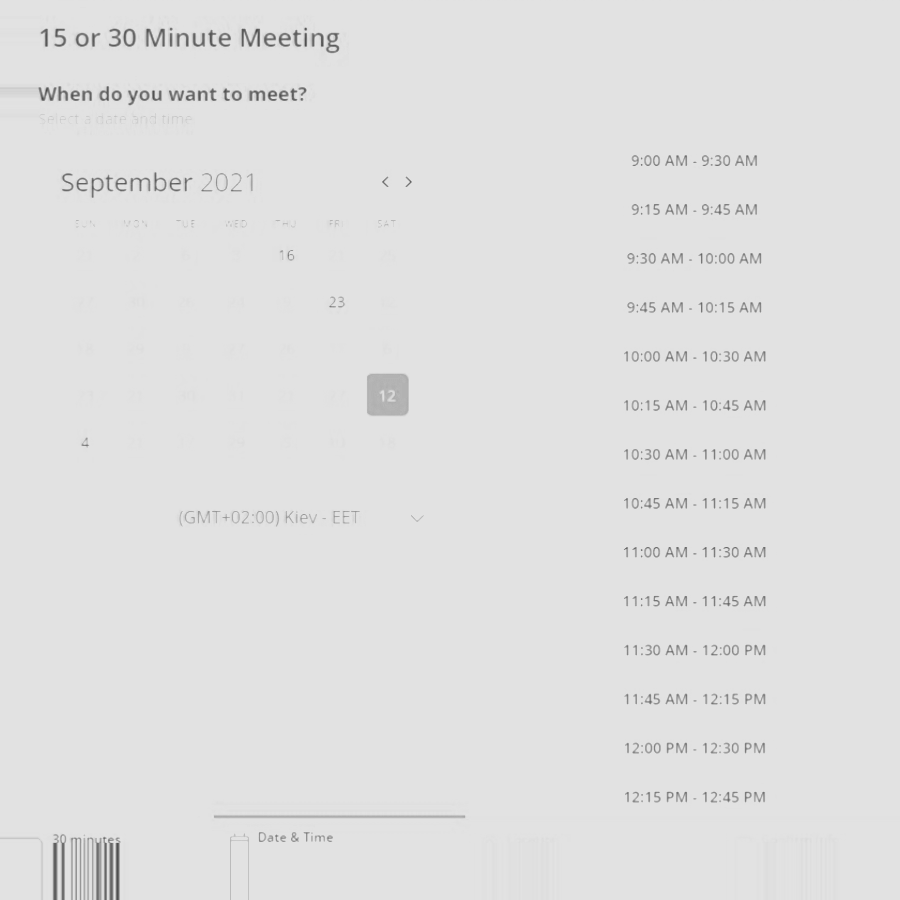 15 or 30 Minute Meeting
When do you want to meet?
Select a date and time
September 2021
SUN MON TUE WED THU FRI SAT
16
23
12
4
(GMT+02:00) Kiev - EET
9:00 AM - 9:30 AM
9:15 AM - 9:45 AM
9:30 AM - 10:00 AM
9:45 AM - 10:15 AM
10:00 AM - 10:30 AM
10:15 AM - 10:45 AM
10:30 AM - 11:00 AM
10:45 AM - 11:15 AM
11:00 AM - 11:30 AM
11:15 AM - 11:45 AM
11:30 AM - 12:00 PM
11:45 AM - 12:15 PM
12:00 PM - 12:30 PM
12:15 PM - 12:45 PM
30 minutes
Date & Time